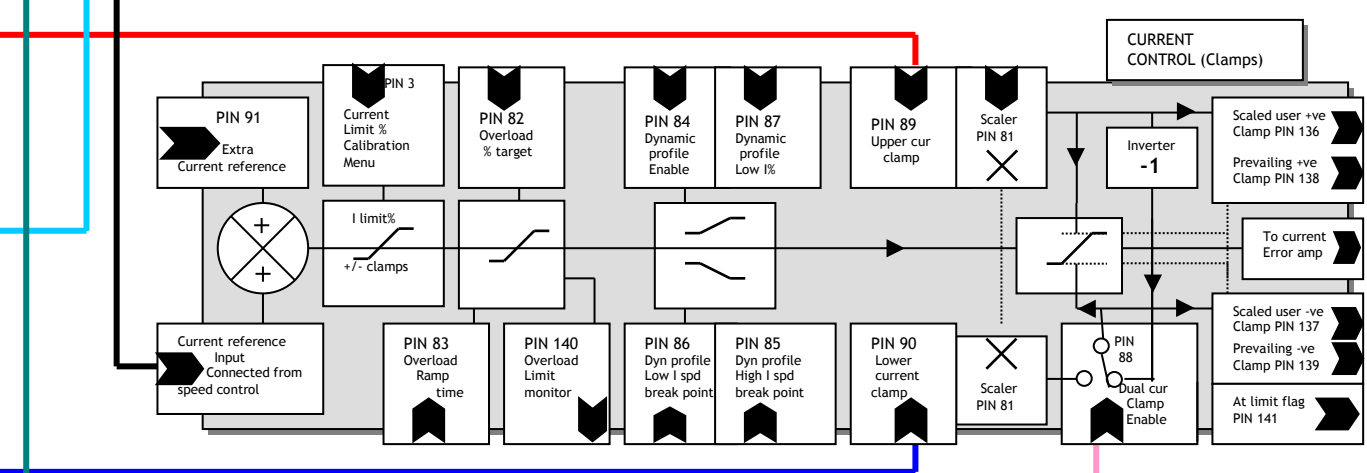 CURRENT
CONTROL (Clamps)
PIN 91
Extra
Current reference
PIN 3
Current
Limit %
Calibration
Menu
PIN 82
Overload
% target
PIN 84
Dynamic
profile
Enable
PIN 87
Dynamic
profile
Low I%
PIN 89
Upper cur
clamp
Scaler
PIN 81
Inverter
-1
Scaled user +ve
Clamp PIN 136
Prevailing +ve
Clamp PIN 138
+
+
I limit%
+/- clamps
To current
Error amp
Current reference
Input
Connected from
speed control
PIN 83
Overload
Ramp
time
PIN 140
Overload
Limit
monitor
PIN 86
Dyn profile
Low I spd
break point
PIN 85
Dyn profile
High I spd
break point
PIN 90
Lower
current
clamp
Scaler
PIN 81
PIN
88
Dual cur
Clamp
Enable
Scaled user -ve
Clamp PIN 137
Prevailing -ve
Clamp PIN 139
At limit flag
PIN 141